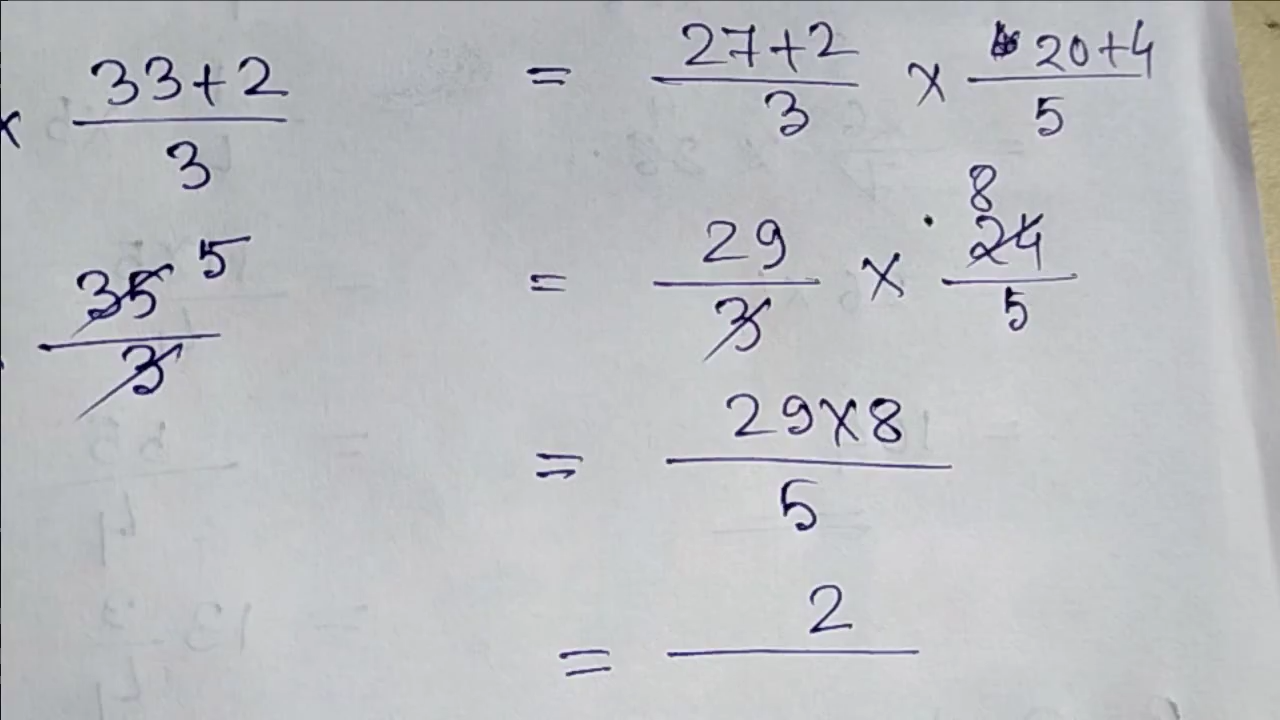 × 33+2 / 3
35 5 / 3
= 27+2 / 3 × 20+4 / 5
8
= 29 / 3 × 24 / 5
= 29×8 / 5
= 2